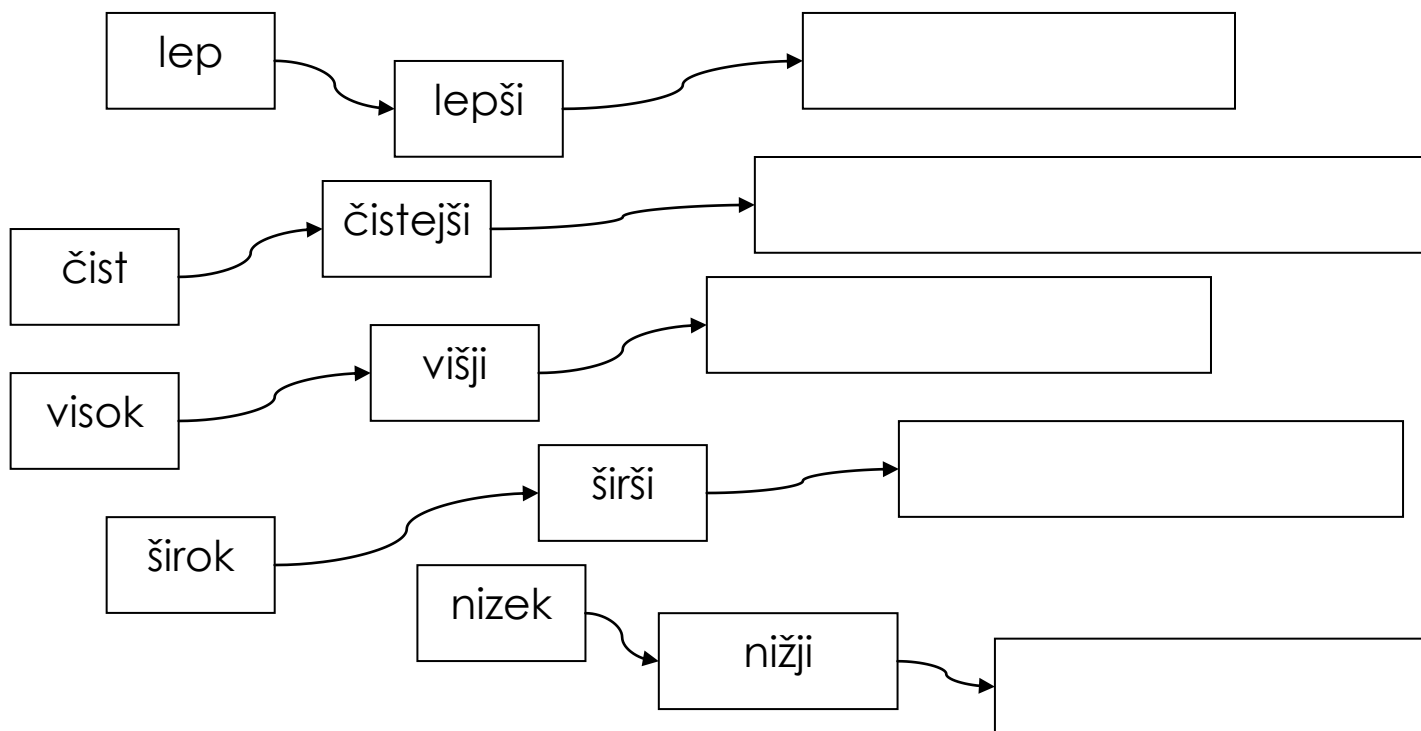 lep
lepši
čist
čistejši
visok
višji
širok
širši
nizek
nižji